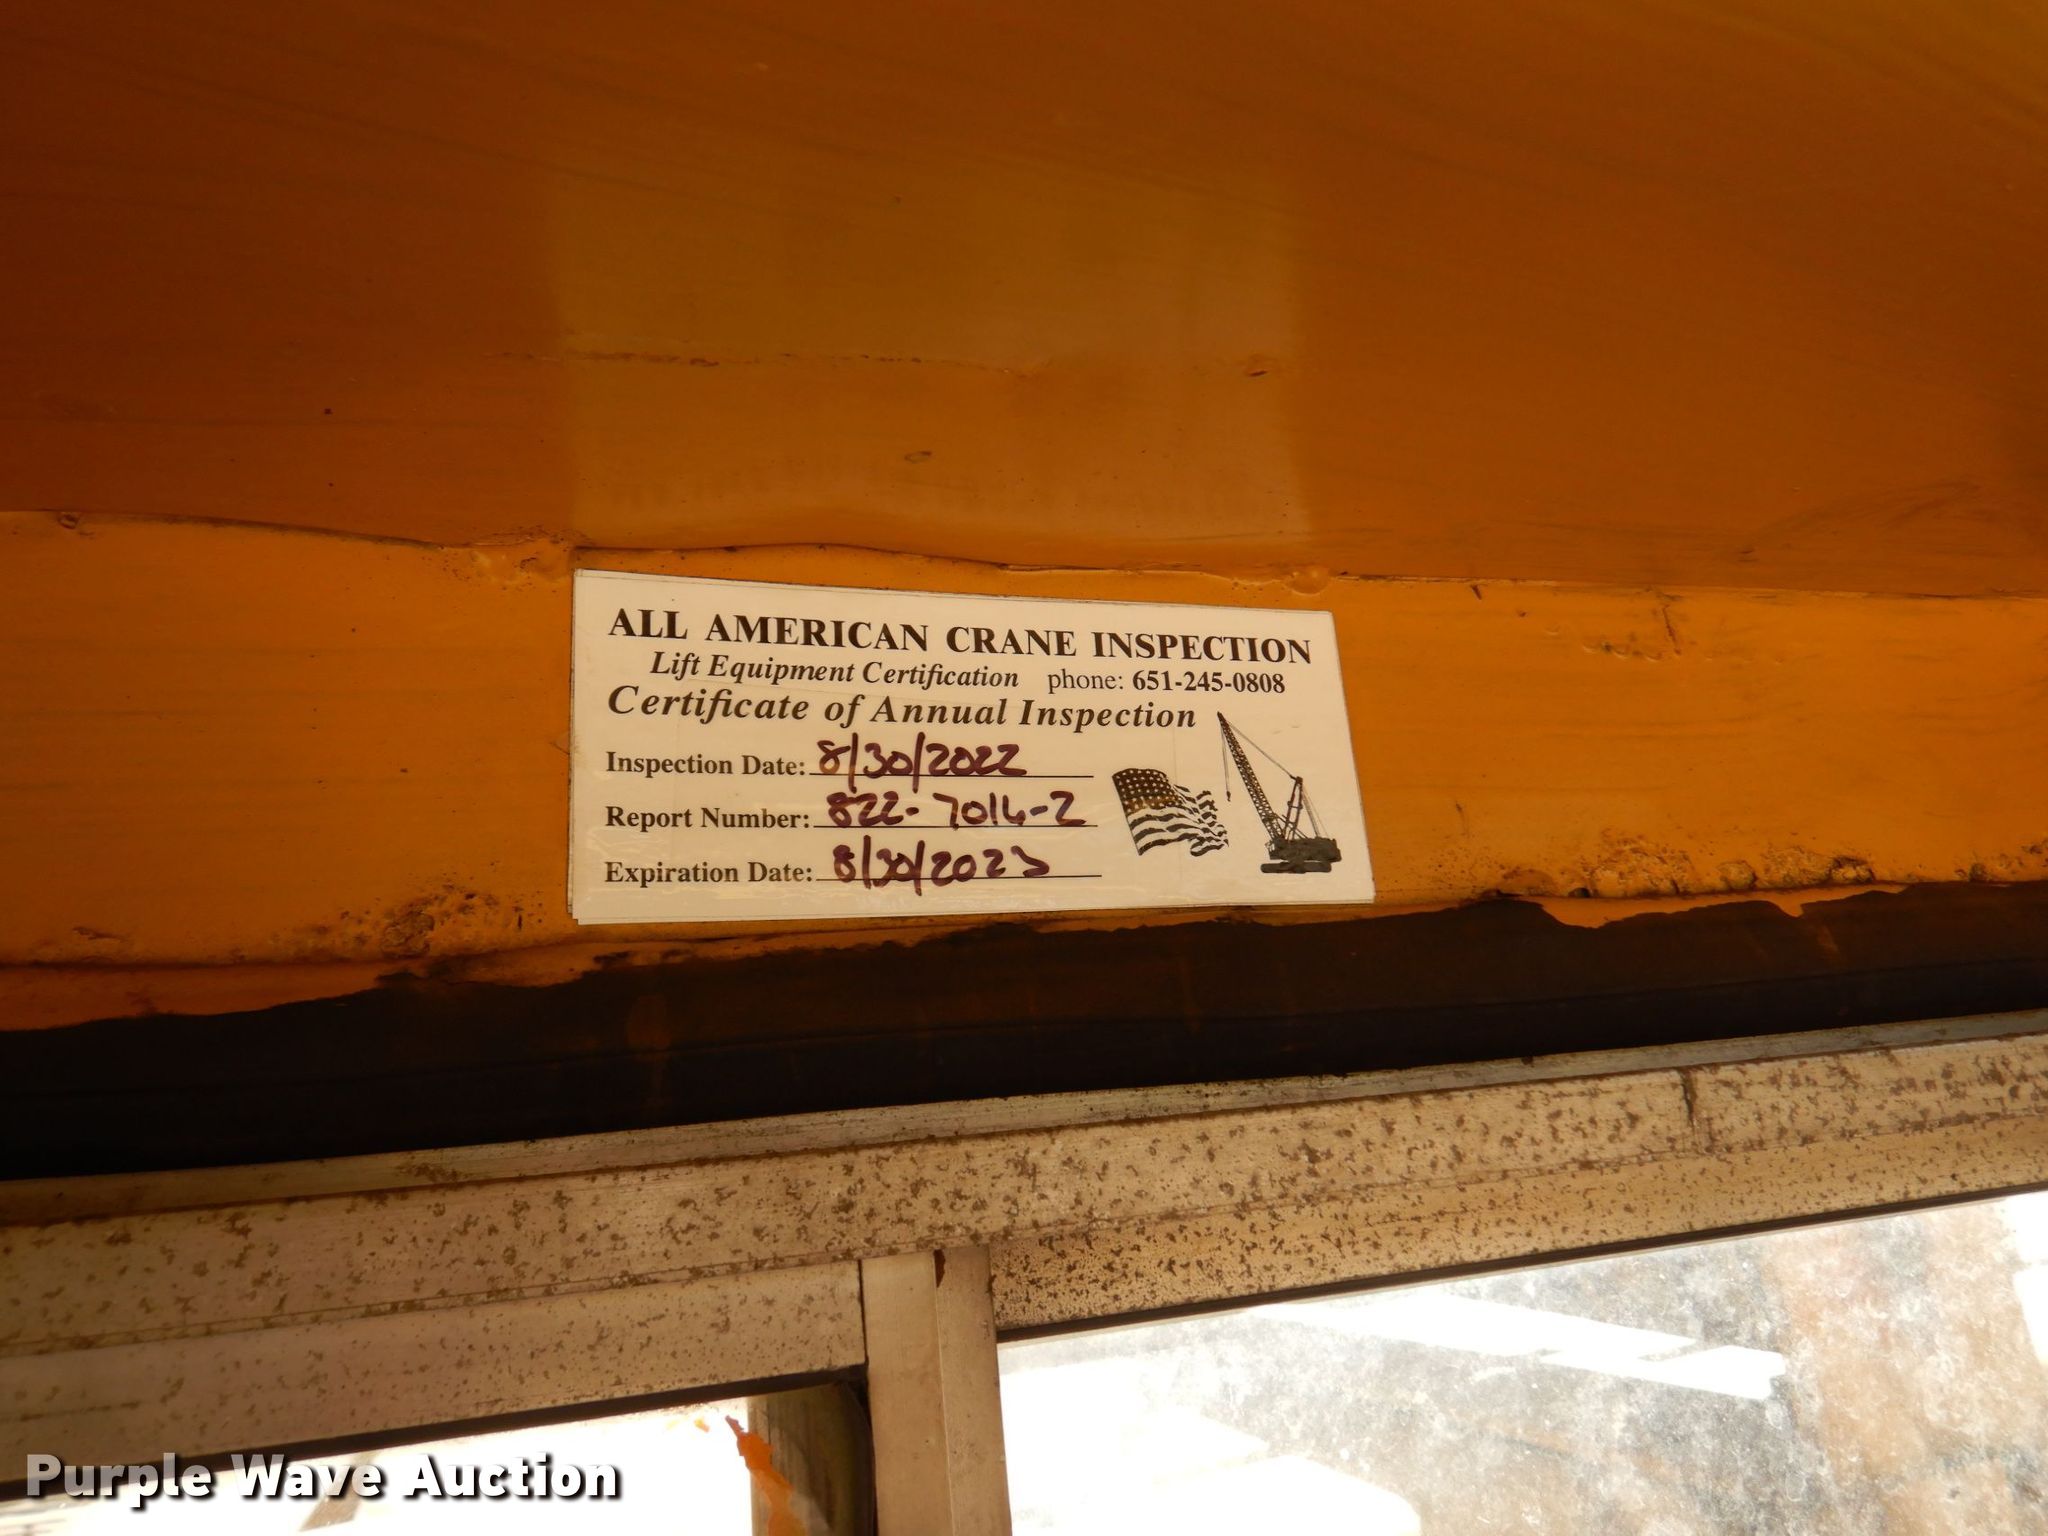 ALL AMERICAN CRANE INSPECTION
Lift Equipment Certification phone: 651-245-0808
Certificate of Annual Inspection
Inspection Date: 8/30/2022
Report Number: 822-7016-2
Expiration Date: 8/30/2023
Purple Wave Auction